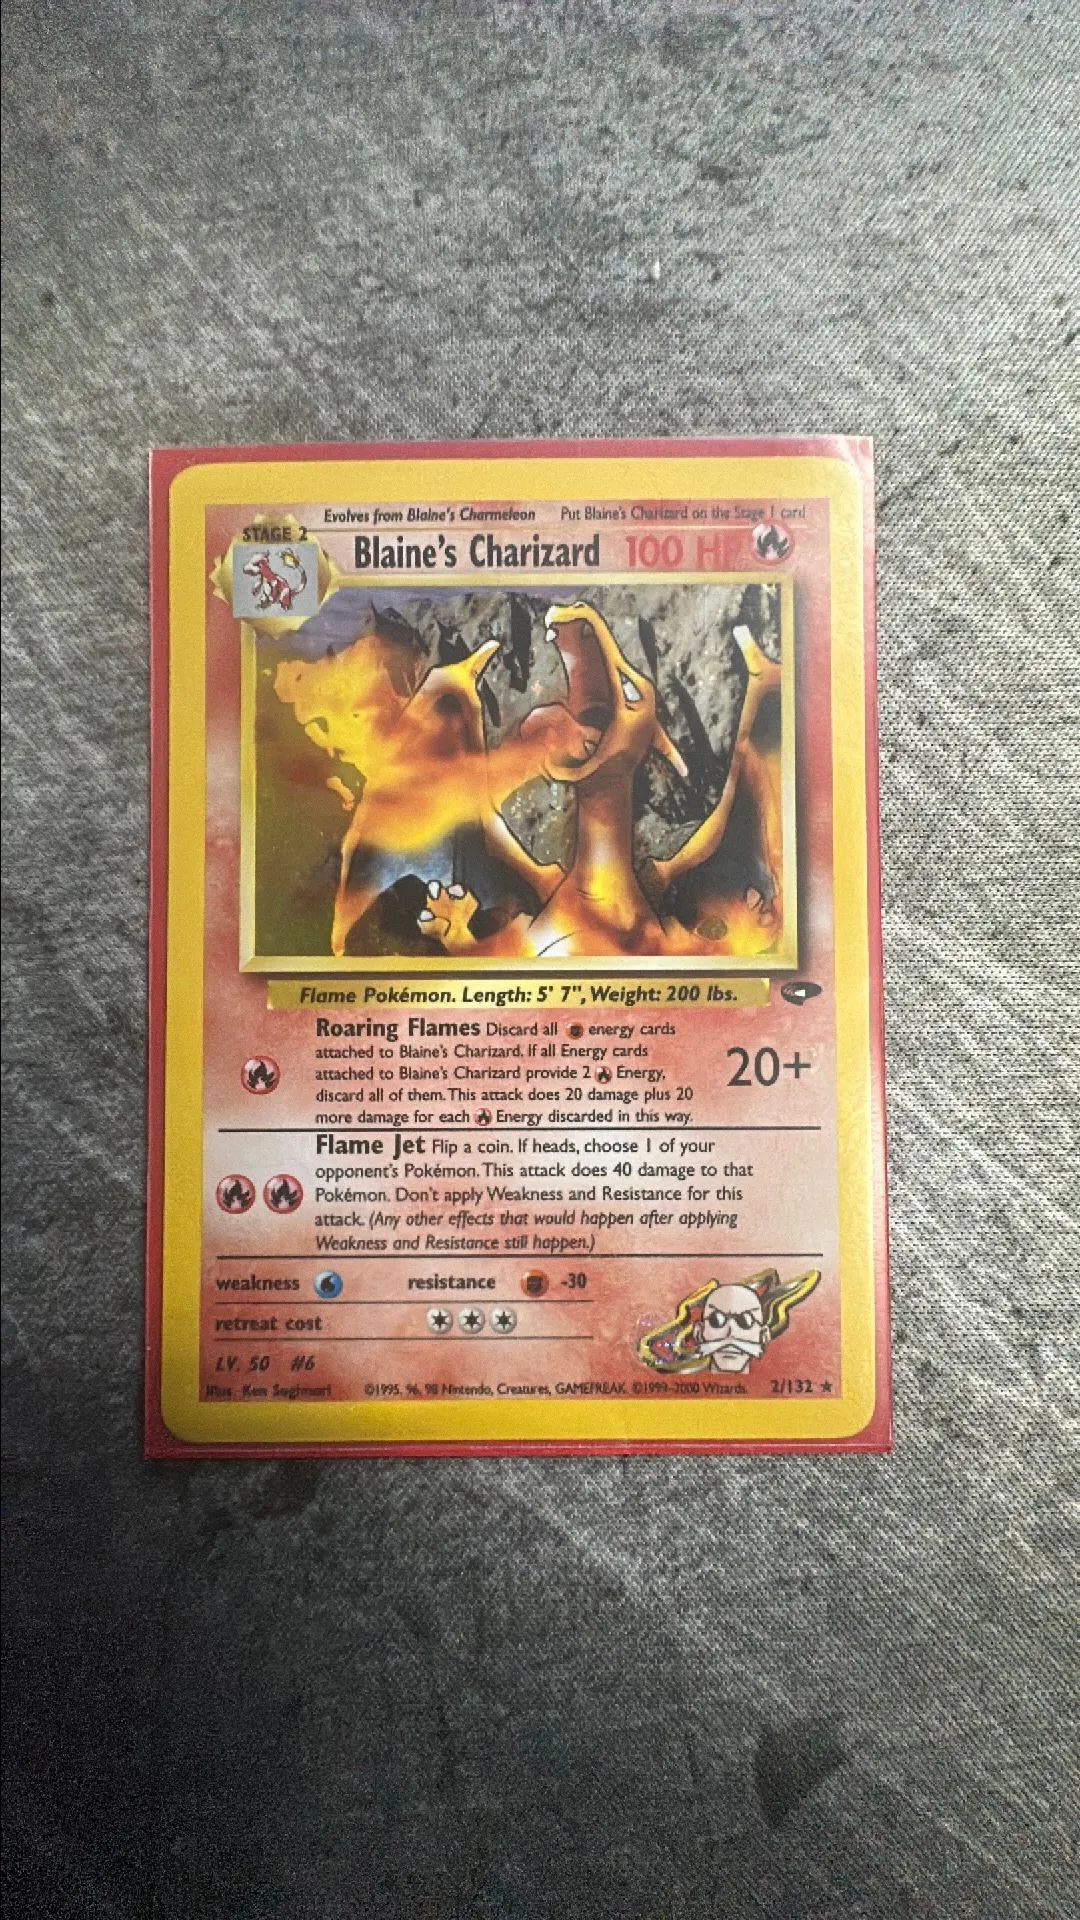 Evolves from Blaine's Charmeleon Put Blaine's Charizard on the Stage 1 card
STAGE 2
Blaine's Charizard 100 HP
Flame Pokémon. Length: 5' 7", Weight: 200 lbs.
Roaring Flames Discard all energy cards
attached to Blaine's Charizard. If all Energy cards
attached to Blaine's Charizard provide 2 Energy,
discard all of them. This attack does 20 damage plus 20
more damage for each Energy discarded in this way.
20+
Flame Jet Flip a coin. If heads, choose 1 of your
opponent's Pokémon. This attack does 40 damage to that
Pokémon. Don't apply Weakness and Resistance for this
attack. (Any other effects that would happen after applying
Weakness and Resistance still happen.)
weakness resistance -30
retreat cost
LV. 50 #6
Illus. Ken Sugimori ©1995, 96, 98 Nintendo, Creatures, GAMEFREAK. ©1999-2000 Wizards. 2/132 ★